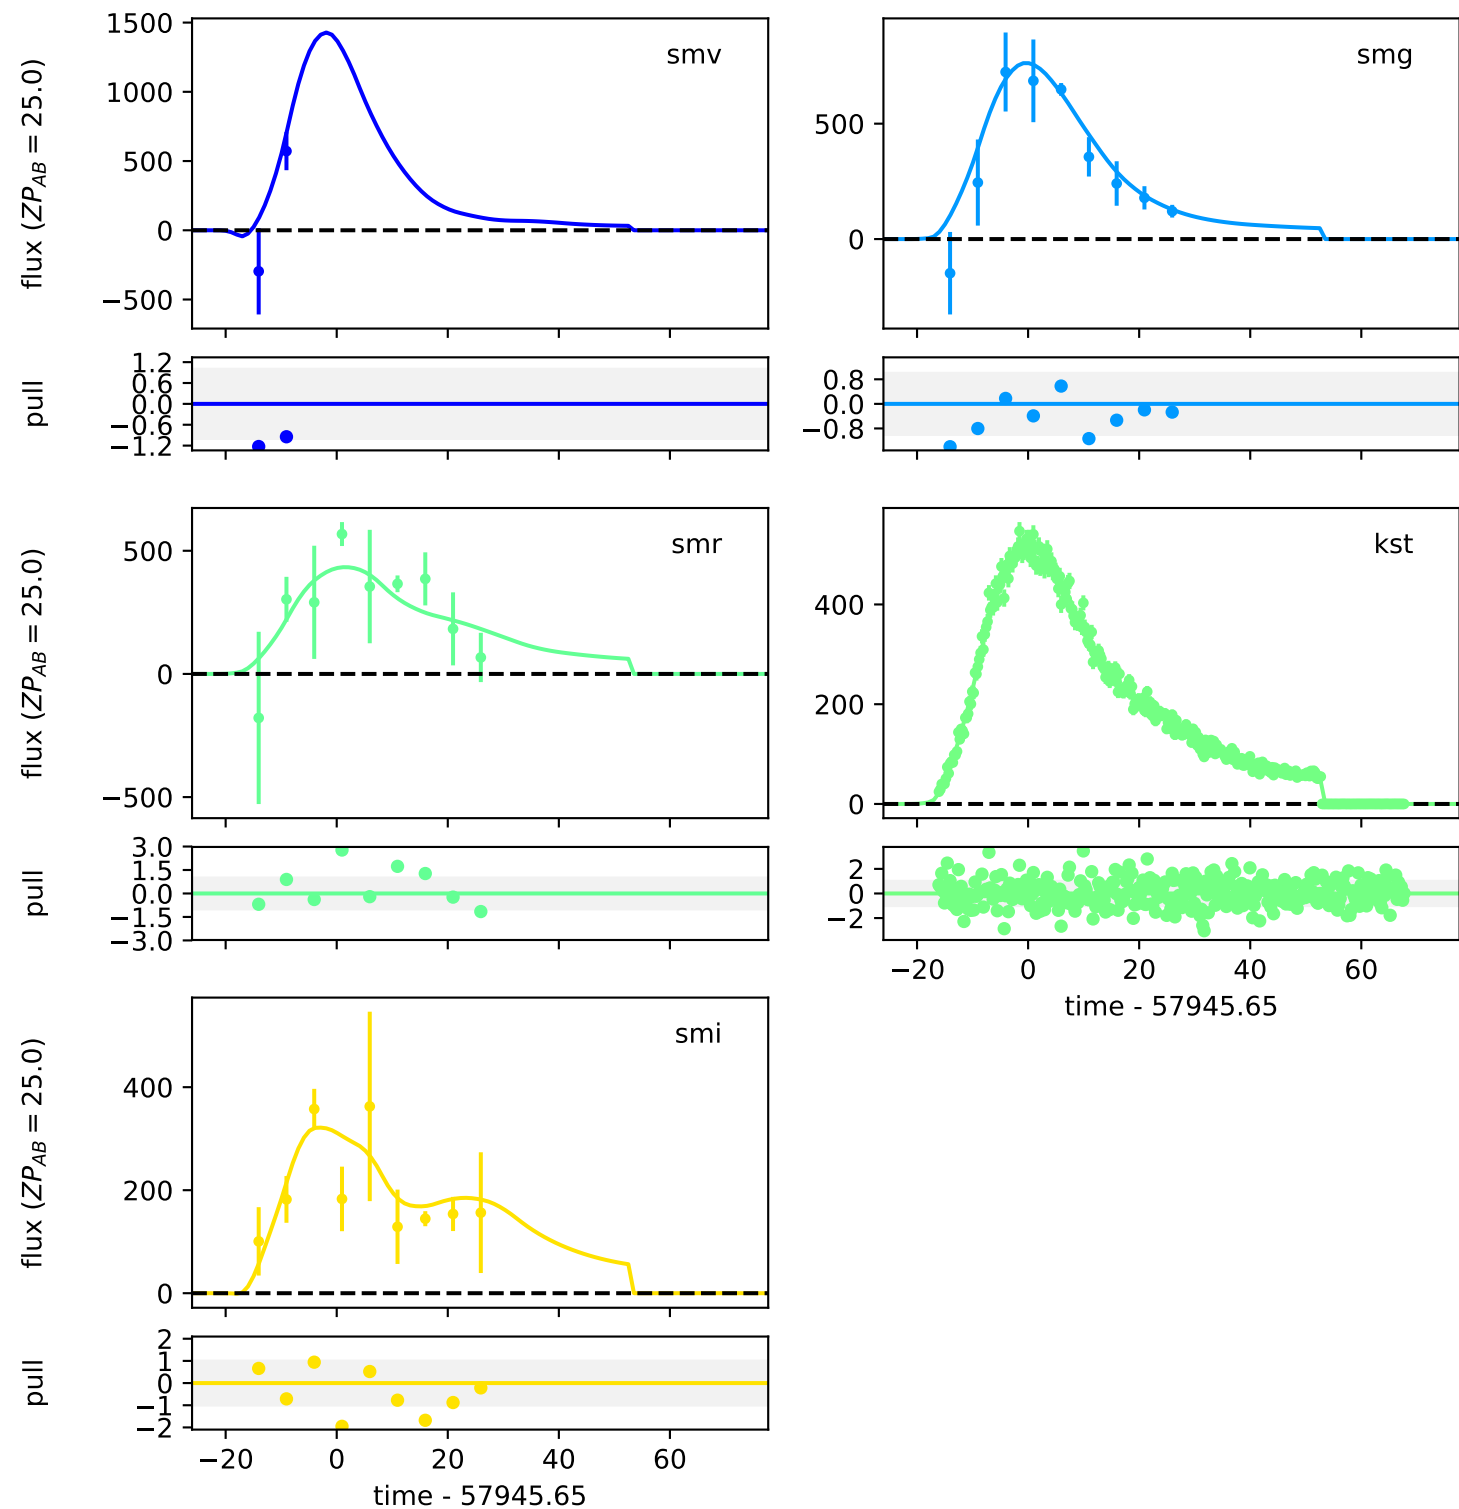 smv
flux (ZP_AB = 25.0)
1500
1000
500
0
−500
pull
1.2
0.6
0.0
−0.6
−1.2
smg
500
0
0.8
0.0
−0.8
smr
flux (ZP_AB = 25.0)
500
0
−500
pull
3.0
1.5
0.0
−1.5
−3.0
kst
400
200
0
2
0
−2
−20 0 20 40 60
time - 57945.65
smi
flux (ZP_AB = 25.0)
400
200
0
pull
2
1
0
−1
−2
−20 0 20 40 60
time - 57945.65